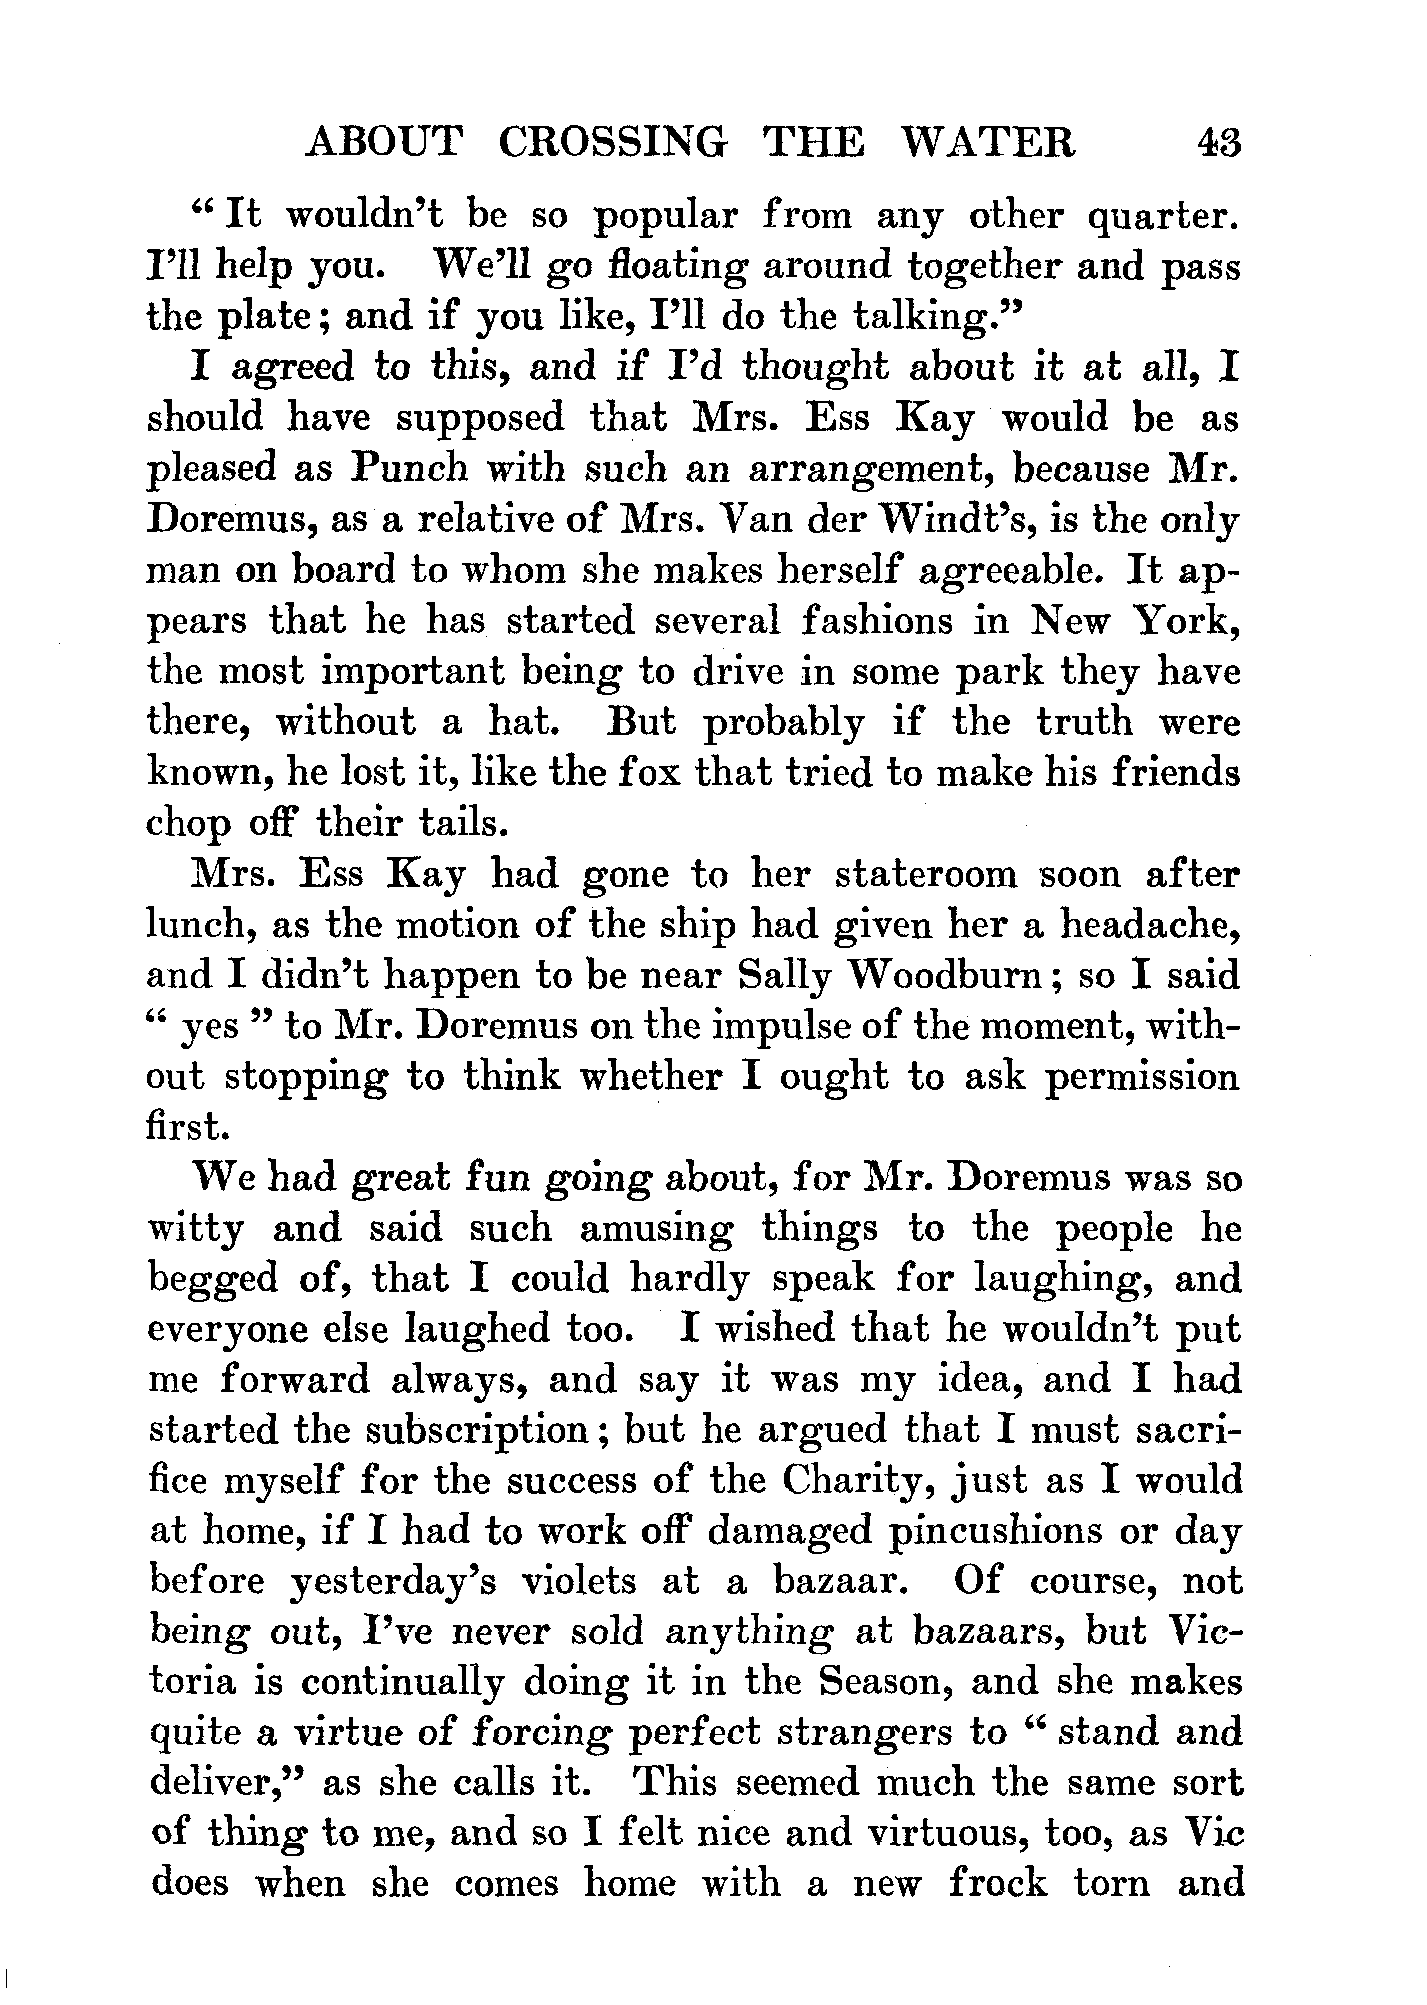 ABOUT CROSSING THE WATER 43
“ It wouldn’t be so popular from any other quarter.
I’ll help you. We’ll go floating around together and pass
the plate ; and if you like, I’ll do the talking.”
I agreed to this, and if I’d thought about it at all, I
should have supposed that Mrs. Ess Kay would be as
pleased as Punch with such an arrangement, because Mr.
Doremus, as a relative of Mrs. Van der Windt’s, is the only
man on board to whom she makes herself agreeable. It ap-
pears that he has started several fashions in New York,
the most important being to drive in some park they have
there, without a hat. But probably if the truth were
known, he lost it, like the fox that tried to make his friends
chop off their tails.
Mrs. Ess Kay had gone to her stateroom soon after
lunch, as the motion of the ship had given her a headache,
and I didn’t happen to be near Sally Woodburn ; so I said
“ yes ” to Mr. Doremus on the impulse of the moment, with-
out stopping to think whether I ought to ask permission
first.
We had great fun going about, for Mr. Doremus was so
witty and said such amusing things to the people he
begged of, that I could hardly speak for laughing, and
everyone else laughed too. I wished that he wouldn’t put
me forward always, and say it was my idea, and I had
started the subscription ; but he argued that I must sacri-
fice myself for the success of the Charity, just as I would
at home, if I had to work off damaged pincushions or day
before yesterday’s violets at a bazaar. Of course, not
being out, I’ve never sold anything at bazaars, but Vic-
toria is continually doing it in the Season, and she makes
quite a virtue of forcing perfect strangers to “ stand and
deliver,” as she calls it. This seemed much the same sort
of thing to me, and so I felt nice and virtuous, too, as Vic
does when she comes home with a new frock torn and